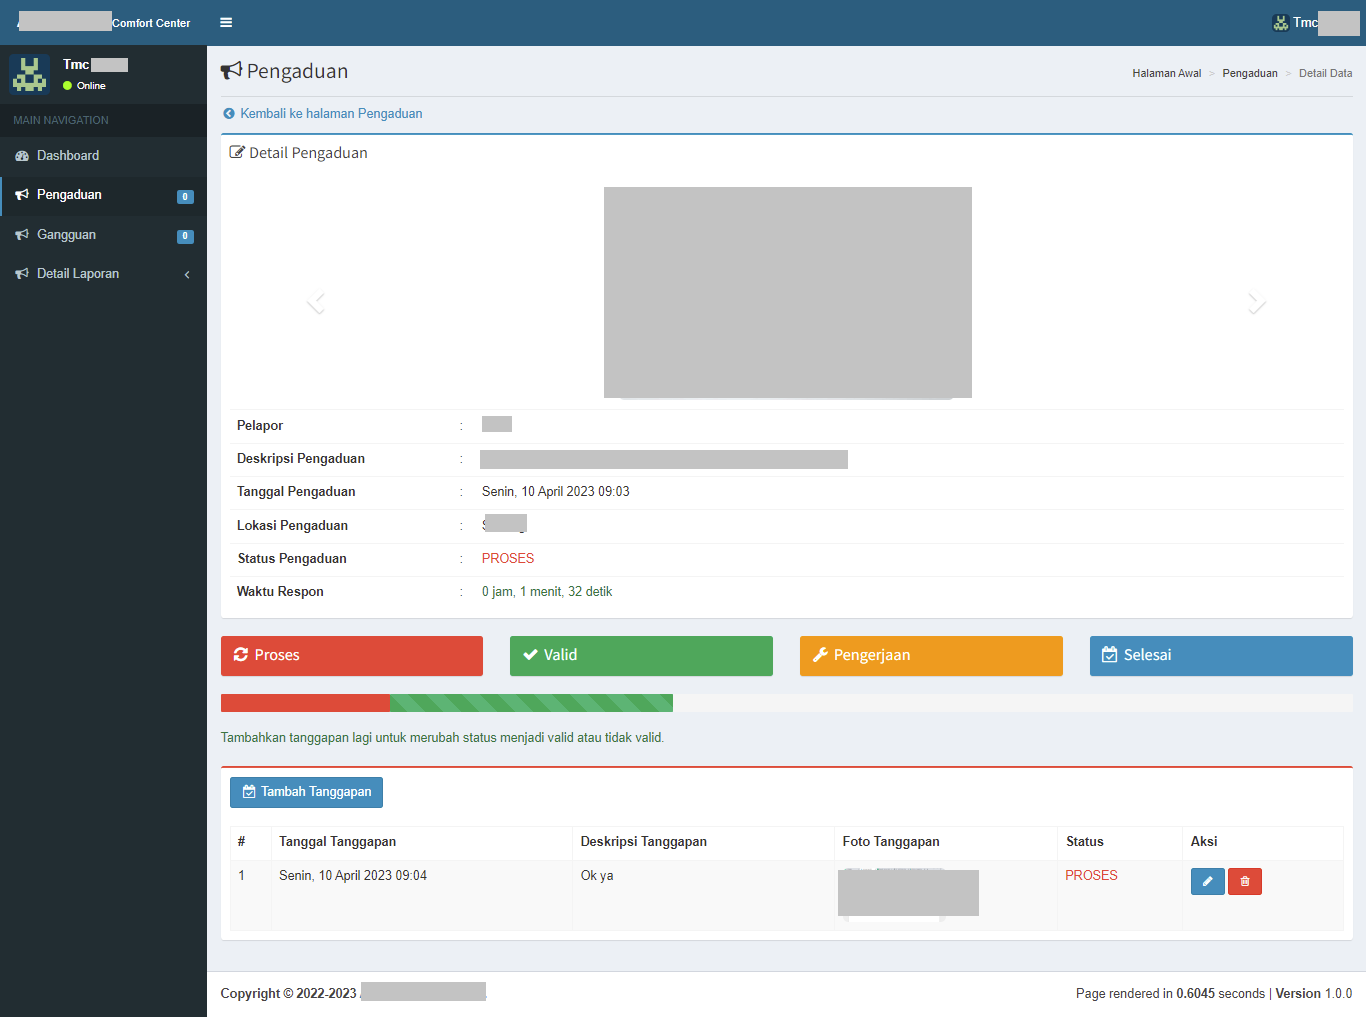 Comfort Center
Tmc
Tmc
Online
MAIN NAVIGATION
Dashboard
Pengaduan 0
Gangguan 0
Detail Laporan
Pengaduan
Halaman Awal > Pengaduan > Detail Data
Kembali ke halaman Pengaduan
Detail Pengaduan
Pelapor :
Deskripsi Pengaduan :
Tanggal Pengaduan : Senin, 10 April 2023 09:03
Lokasi Pengaduan :
Status Pengaduan : PROSES
Waktu Respon : 0 jam, 1 menit, 32 detik
Proses Valid Pengerjaan Selesai
Tambahkan tanggapan lagi untuk merubah status menjadi valid atau tidak valid.
Tambah Tanggapan
# Tanggal Tanggapan Deskripsi Tanggapan Foto Tanggapan Status Aksi
1 Senin, 10 April 2023 09:04 Ok ya PROSES
Copyright © 2022-2023
Page rendered in 0.6045 seconds | Version 1.0.0